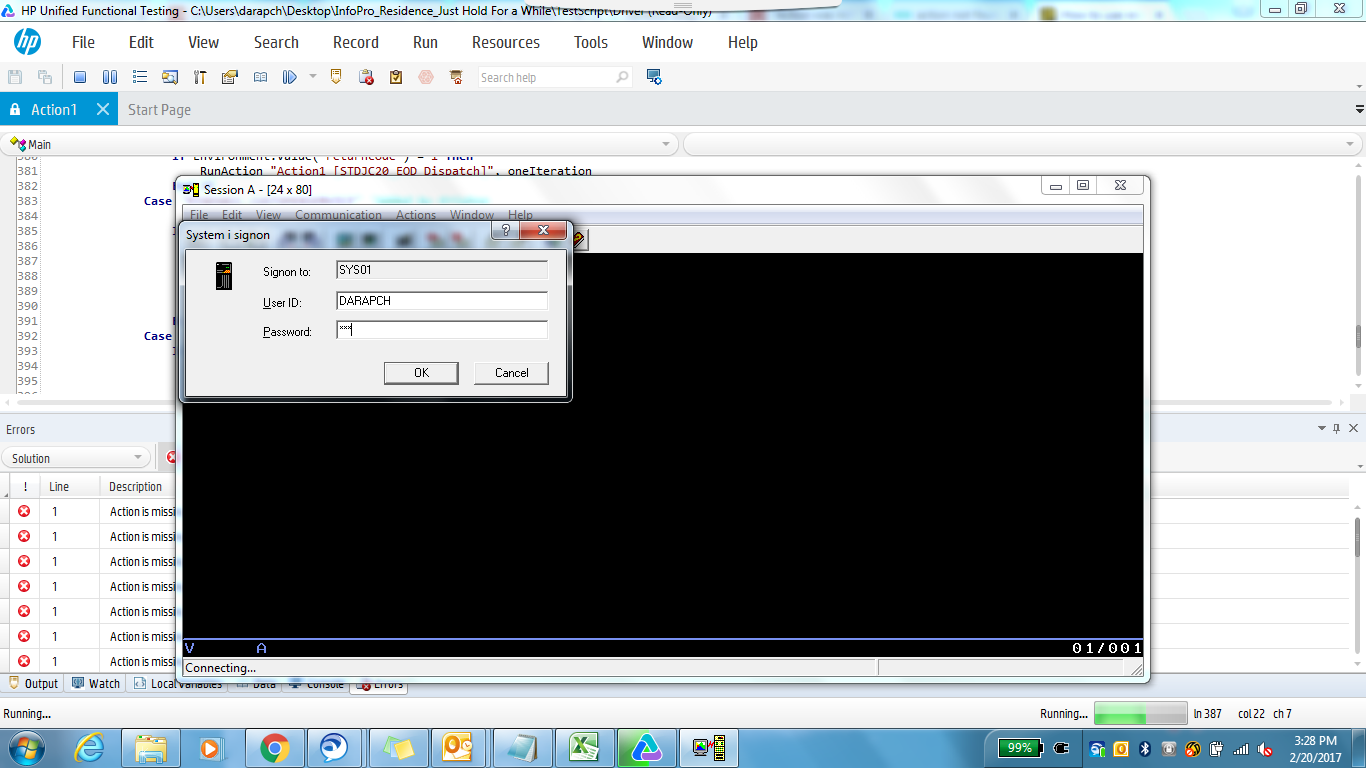 HP Unified Functional Testing - C:\Users\darapch\Desktop\InfoPro_Residence_Just Hold For a While\TestScript\Driver (Read-Only)
hp File Edit View Search Record Run Resources Tools Window Help
Search help
Action1 Start Page
Main
380 If Environment.Value("ReturnCode") = 1 Then
381 RunAction "Action1 [STDJC20_EOD_Dispatch]", oneIteration
382
383 Case
384
385
386
387
388
389
390
391
392 Case
393
394
395
Session A - [24 x 80]
File Edit View Communication Actions Window Help
System i signon
Signon to: SYS01
User ID: DARAPCH
Password: ***
OK Cancel
V A 01/001
Connecting...
Errors
Solution
! Line Description
1 Action is missi
1 Action is missi
1 Action is missi
1 Action is missi
1 Action is missi
1 Action is missi
1 Action is missi
Output Watch Local Variables Data Console Errors
Running... Running... ln 387 col 22 ch 7
99% 3:28 PM
2/20/2017